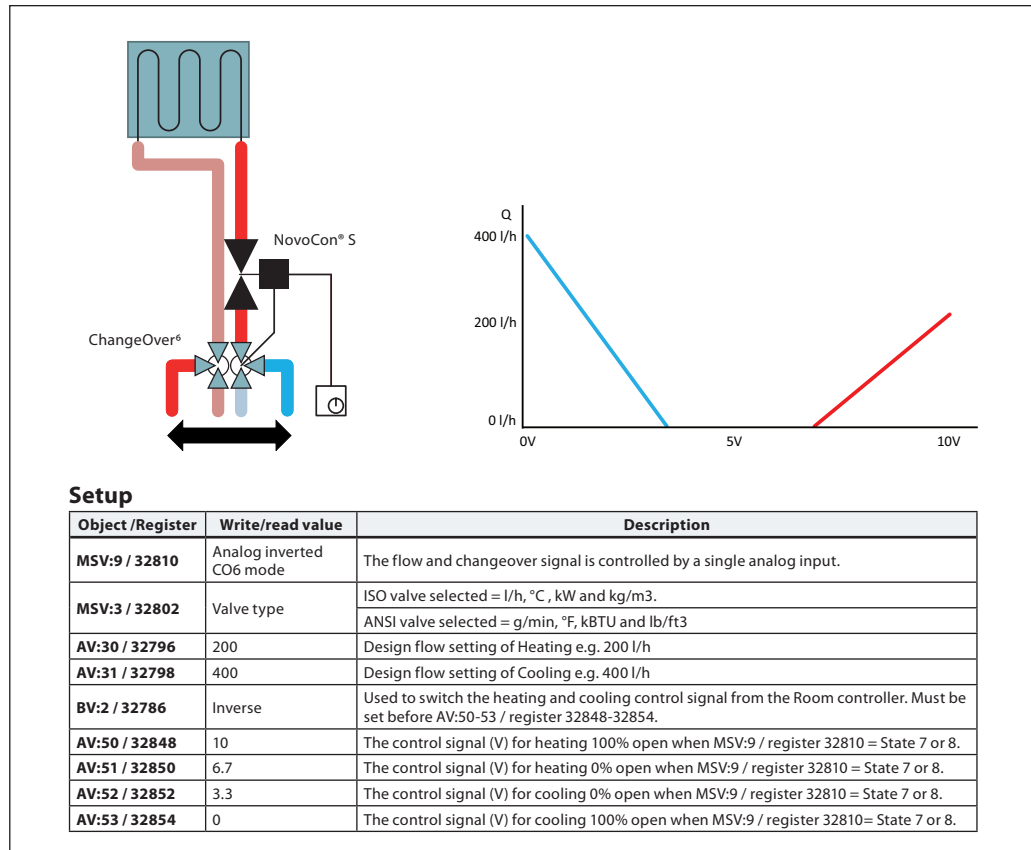 NovoCon® S
ChangeOver⁶
Q
400 l/h
200 l/h
0 l/h
0V
5V
10V
Setup
Object /Register Write/read value Description
MSV:9 / 32810 Analog inverted CO6 mode The flow and changeover signal is controlled by a single analog input.
MSV:3 / 32802 Valve type ISO valve selected = l/h, °C , kW and kg/m3.
ANSI valve selected = g/min, °F, kBTU and lb/ft3
AV:30 / 32796 200 Design flow setting of Heating e.g. 200 l/h
AV:31 / 32798 400 Design flow setting of Cooling e.g. 400 l/h
BV:2 / 32786 Inverse Used to switch the heating and cooling control signal from the Room controller. Must be
set before AV:50-53 / register 32848-32854.
AV:50 / 32848 10 The control signal (V) for heating 100% open when MSV:9 / register 32810 = State 7 or 8.
AV:51 / 32850 6.7 The control signal (V) for heating 0% open when MSV:9 / register 32810 = State 7 or 8.
AV:52 / 32852 3.3 The control signal (V) for cooling 0% open when MSV:9 / register 32810 = State 7 or 8.
AV:53 / 32854 0 The control signal (V) for cooling 100% open when MSV:9 / register 32810= State 7 or 8.